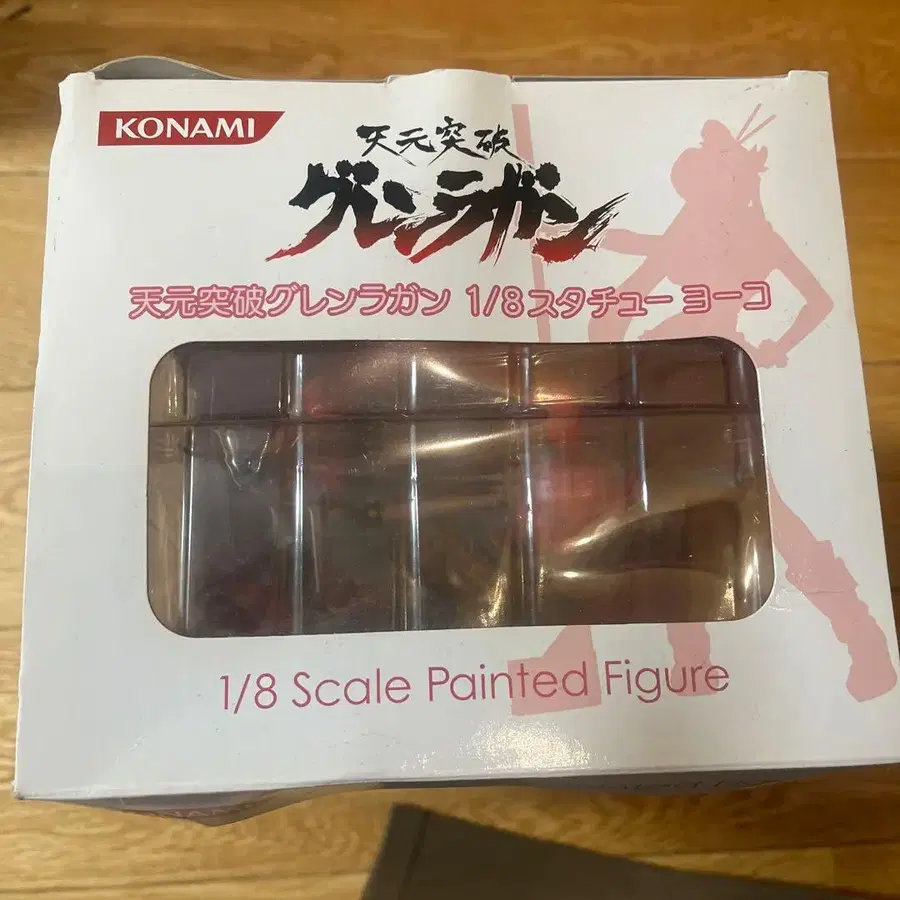 KONAMI
天元突破
グレンラガン
天元突破グレンラガン 1/8スタチュー ヨーコ
1/8 Scale Painted Figure